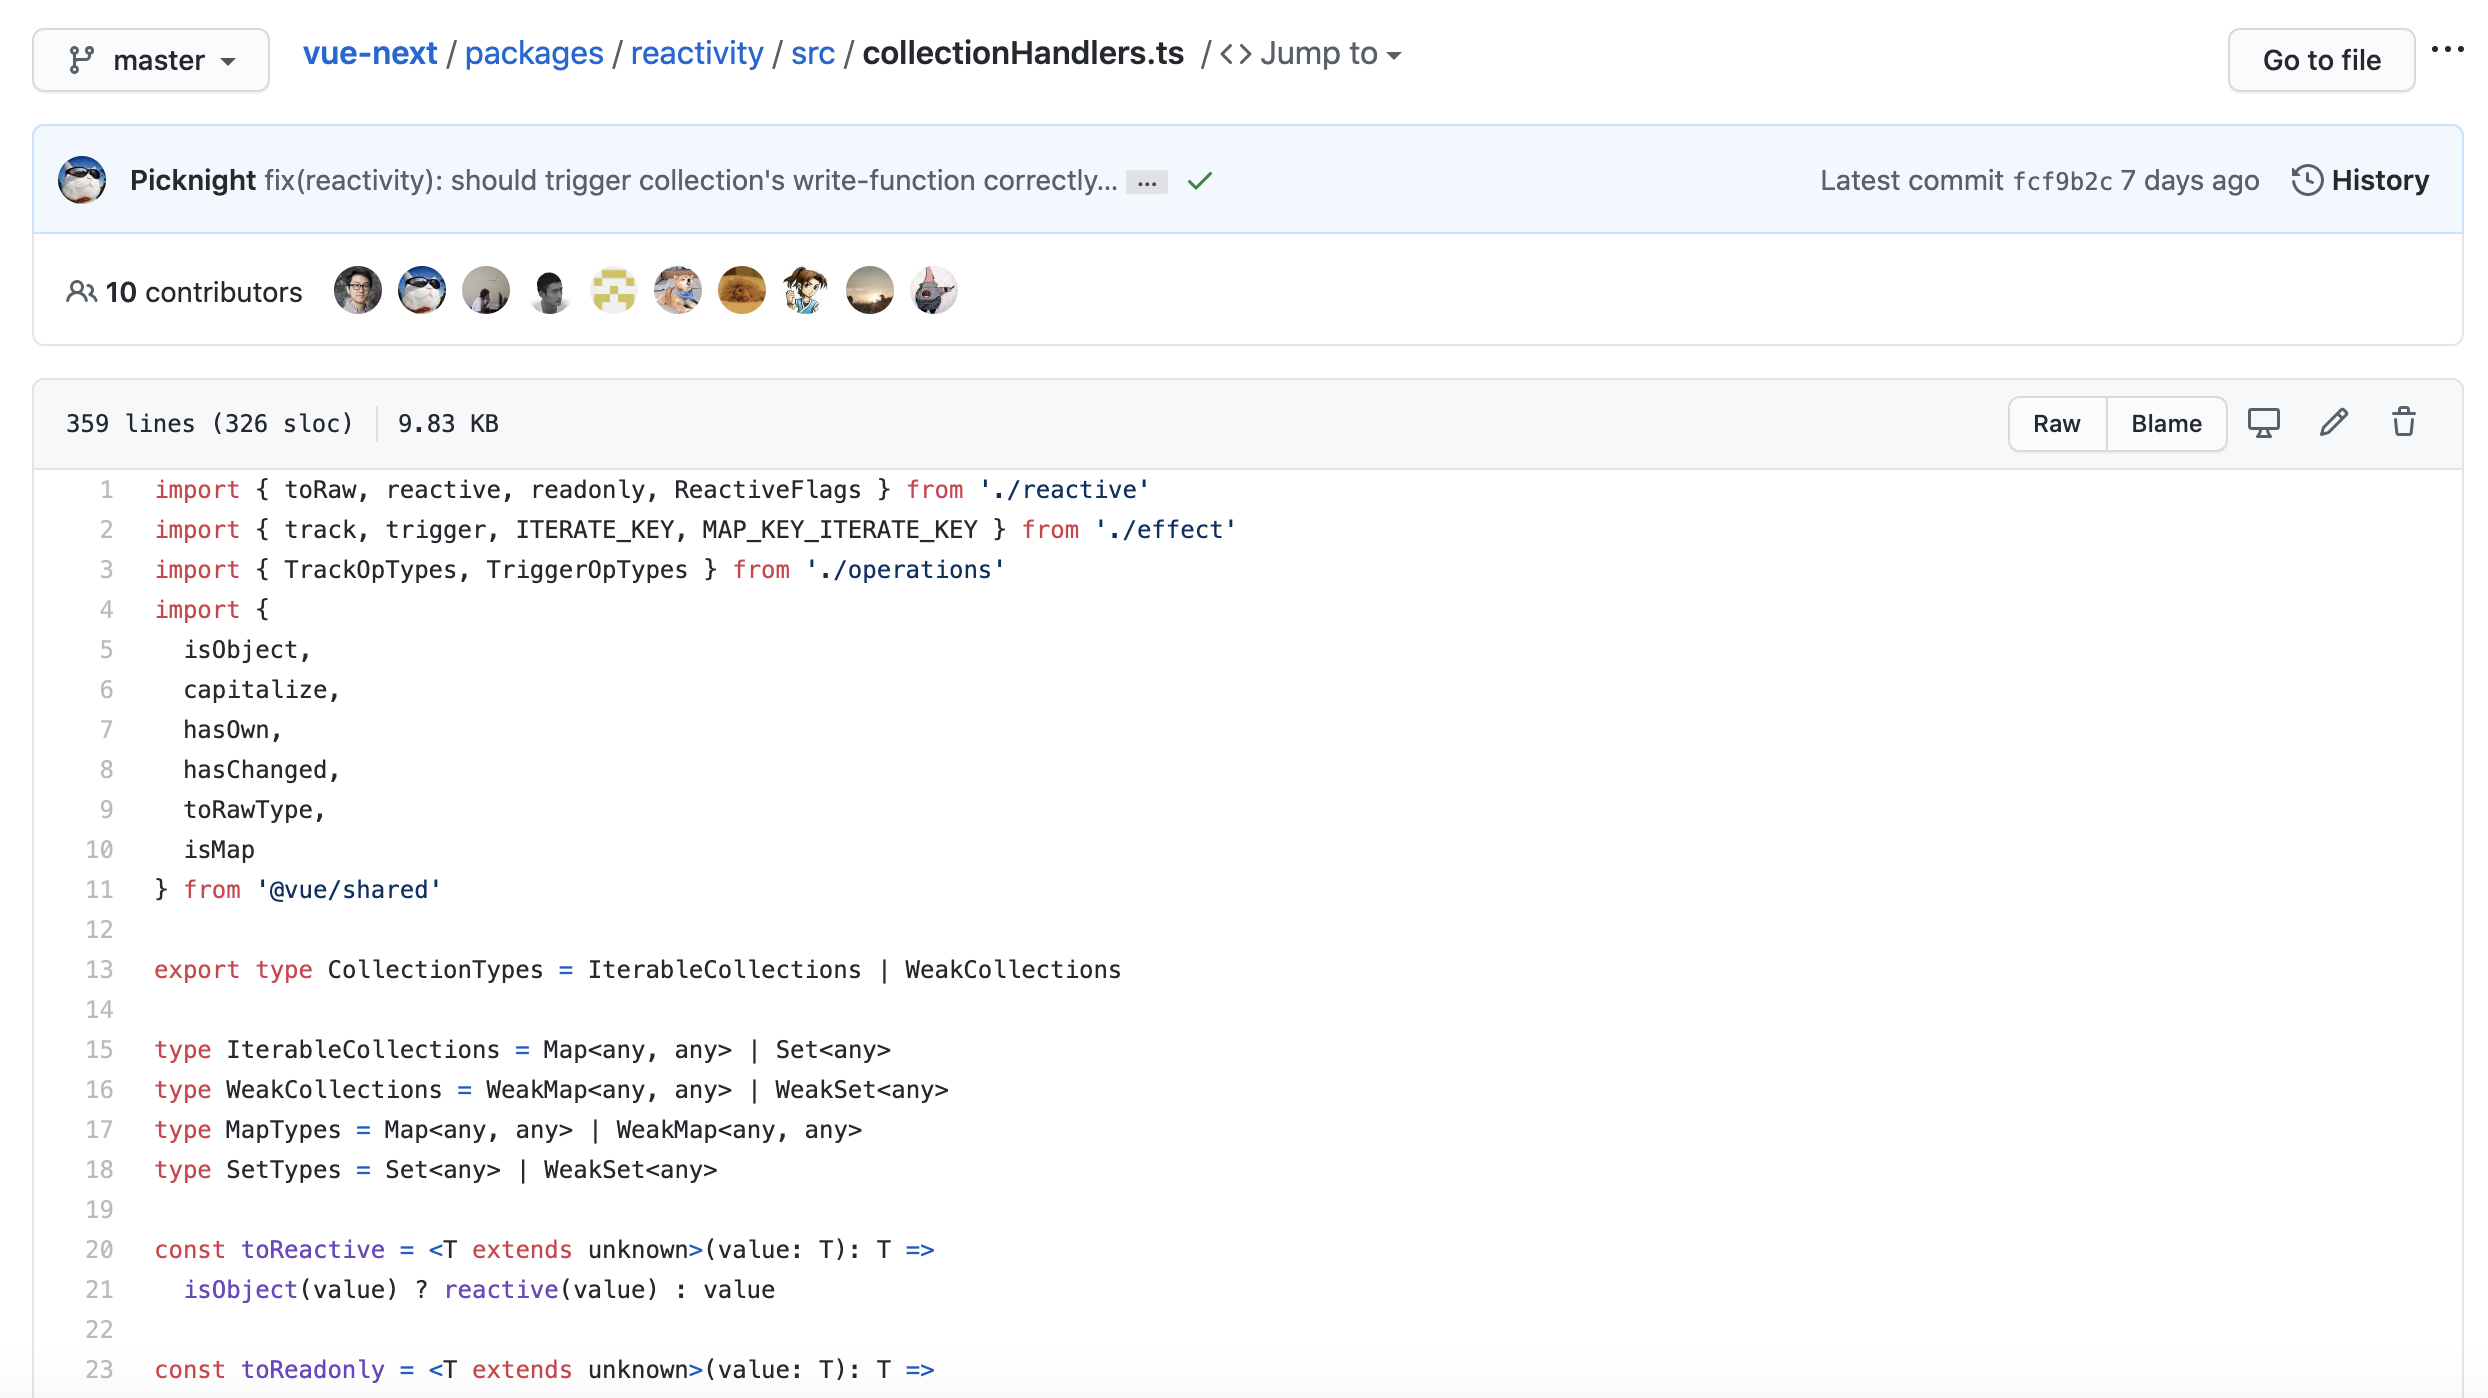 master
vue-next / packages / reactivity / src / collectionHandlers.ts / <> Jump to
Go to file
...
Picknight fix(reactivity): should trigger collection's write-function correctly… ...
Latest commit fcf9b2c 7 days ago
History
10 contributors
359 lines (326 sloc)
9.83 KB
Raw
Blame
1 import { toRaw, reactive, readonly, ReactiveFlags } from './reactive'
2 import { track, trigger, ITERATE_KEY, MAP_KEY_ITERATE_KEY } from './effect'
3 import { TrackOpTypes, TriggerOpTypes } from './operations'
4 import {
5   isObject,
6   capitalize,
7   hasOwn,
8   hasChanged,
9   toRawType,
10   isMap
11 } from '@vue/shared'
12
13 export type CollectionTypes = IterableCollections | WeakCollections
14
15 type IterableCollections = Map<any, any> | Set<any>
16 type WeakCollections = WeakMap<any, any> | WeakSet<any>
17 type MapTypes = Map<any, any> | WeakMap<any, any>
18 type SetTypes = Set<any> | WeakSet<any>
19
20 const toReactive = <T extends unknown>(value: T): T =>
21   isObject(value) ? reactive(value) : value
22
23 const toReadonly = <T extends unknown>(value: T): T =>